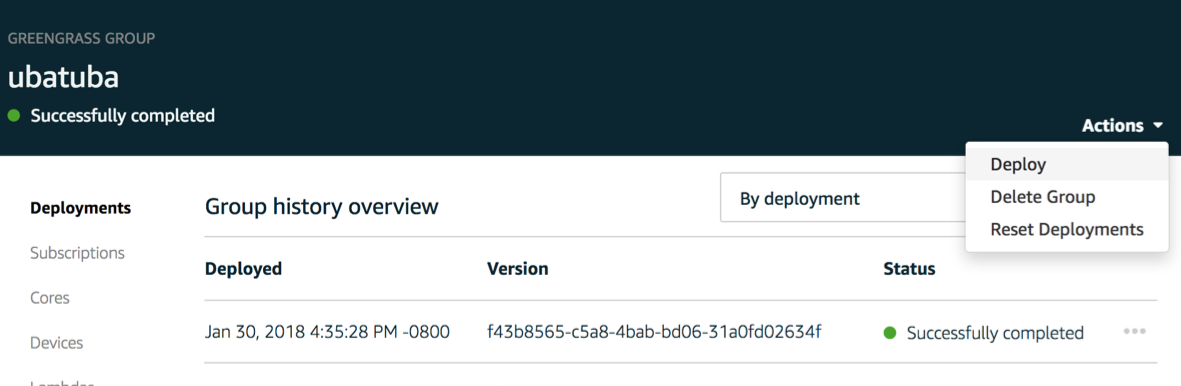 GREENGRASS GROUP
ubatuba
Successfully completed
Actions
Deploy
Delete Group
Reset Deployments
Deployments
Subscriptions
Cores
Devices
Lambdas
Group history overview
By deployment
Deployed Version Status
Jan 30, 2018 4:35:28 PM -0800 f43b8565-c5a8-4bab-bd06-31a0fd02634f Successfully completed